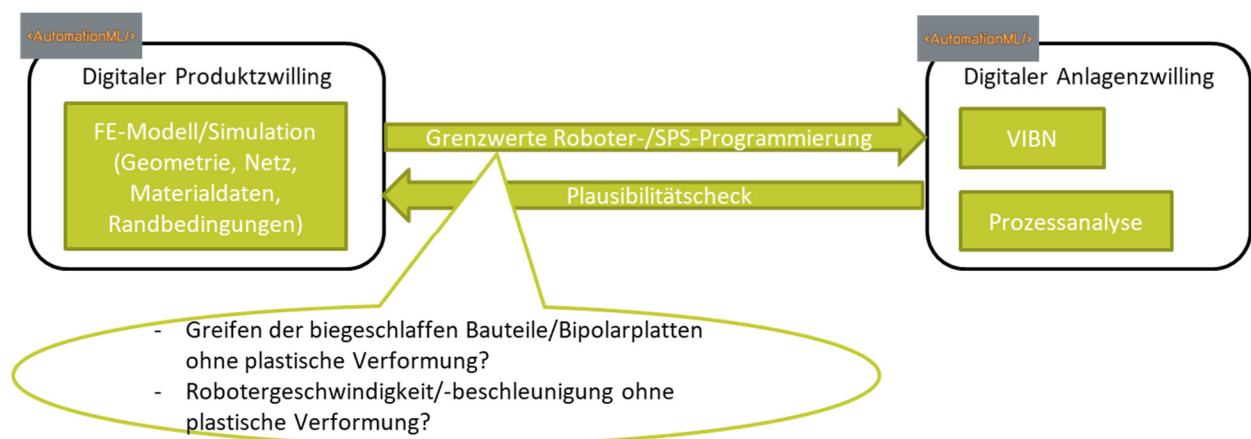 <AutomationML/>
Digitaler Produktzwilling
FE-Modell/Simulation
(Geometrie, Netz,
Materialdaten,
Randbedingungen)
Grenzwerte Roboter-/SPS-Programmierung
Plausibilitätscheck
<AutomationML/>
Digitaler Anlagenzwilling
VIBN
Prozessanalyse
- Greifen der biegeschlaffen Bauteile/Bipolarplatten
ohne plastische Verformung?
- Robotergeschwindigkeit/-beschleunigung ohne
plastische Verformung?